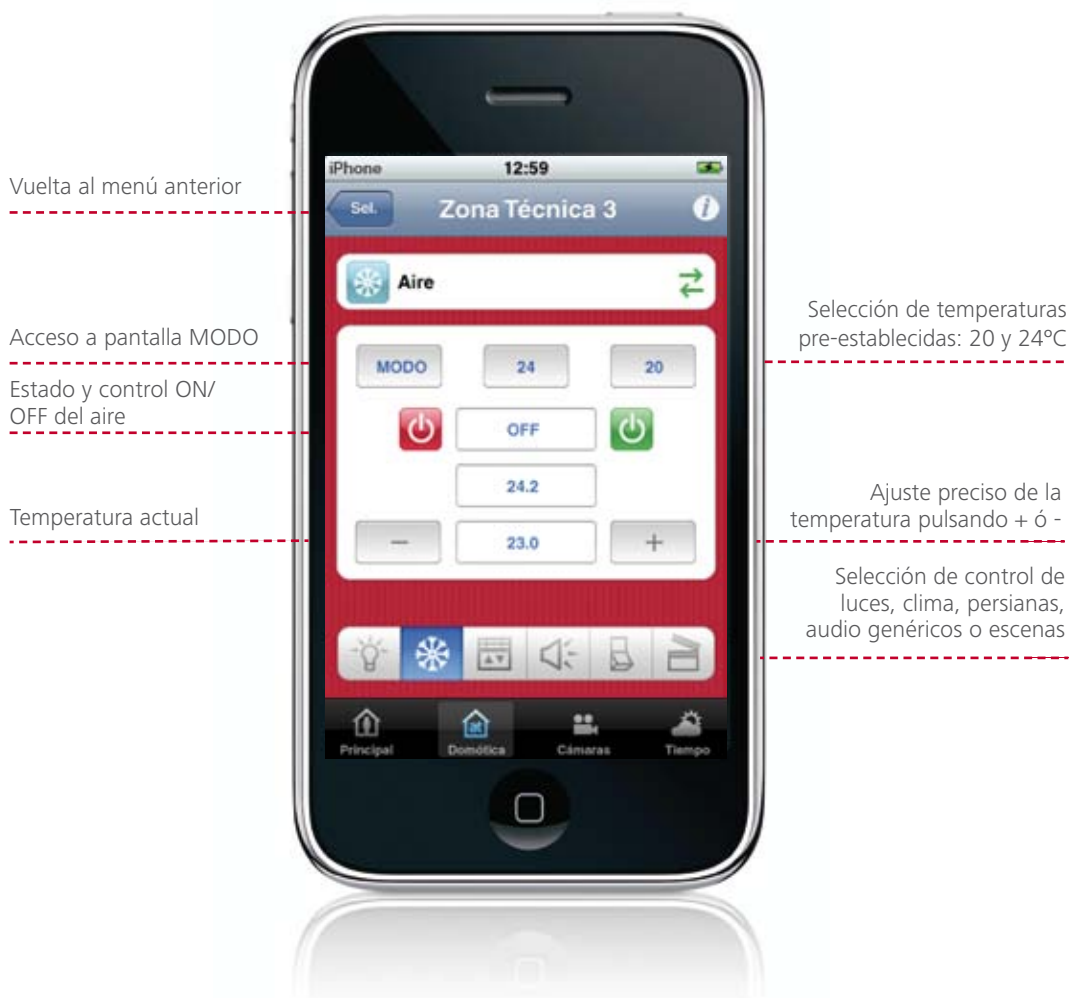 iPhone 12:59
Sel. Zona Técnica 3 i
Vuelta al menú anterior
Aire
Acceso a pantalla MODO
Selección de temperaturas
pre-establecidas: 20 y 24ºC
MODO 24 20
Estado y control ON/
OFF del aire
OFF
24.2
Temperatura actual
Ajuste preciso de la
temperatura pulsando + ó -
− 23.0 +
Selección de control de
luces, clima, persianas,
audio genéricos o escenas
at
Principal Domótica Cámaras Tiempo